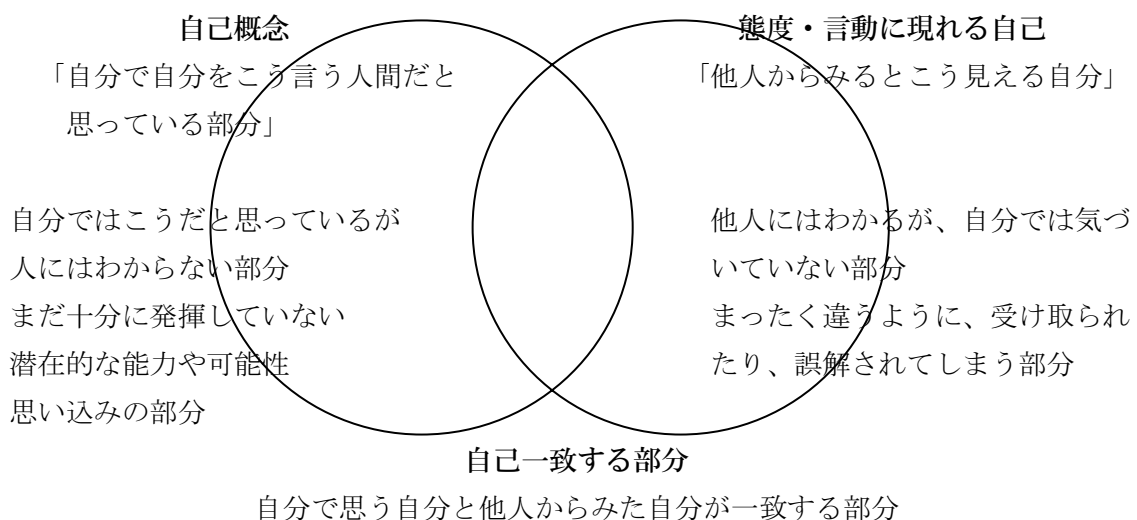 自己概念
「自分で自分をこう言う人間だと
思っている部分」
自分ではこうだと思っているが
人にはわからない部分
まだ十分に発揮していない
潜在的な能力や可能性
思い込みの部分
態度・言動に現れる自己
「他人からみるとこう見える自分」
他人にはわかるが、自分では気づ
いていない部分
まったく違うように、受け取られ
たり、誤解されてしまう部分
自己一致する部分
自分で思う自分と他人からみた自分が一致する部分